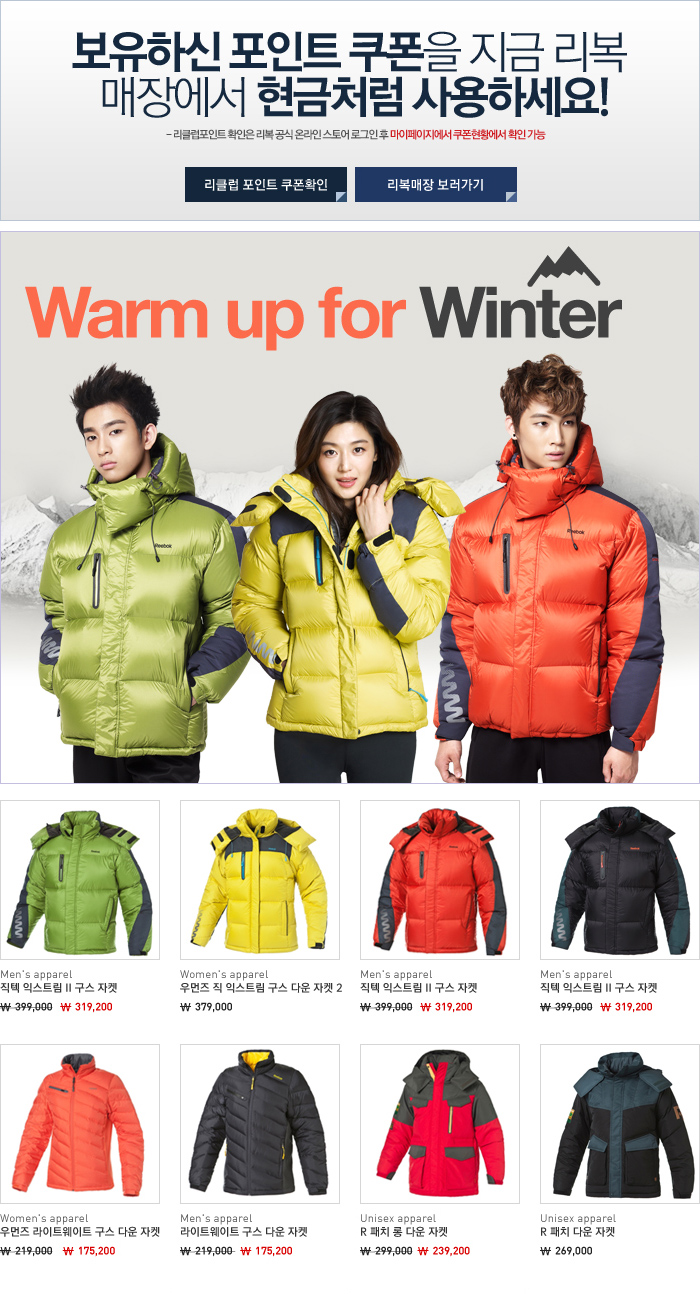 보유하신 포인트 쿠폰을 지금 리복
매장에서 현금처럼 사용하세요!
- 리클럽포인트 확인은 리복 공식 온라인 스토어 로그인 후 마이페이지에서 쿠폰현황에서 확인 가능
리클럽 포인트 쿠폰확인 리복매장 보러가기
Warm up for Winter
Reebok Reebok
Men's apparel Women's apparel Men's apparel Men's apparel
직텍 익스트림 II 구스 자켓 우먼즈 직 익스트림 구스 다운 자켓 2 직텍 익스트림 II 구스 자켓 직텍 익스트림 II 구스 자켓
₩ 399,000 ₩ 319,200 ₩ 379,000 ₩ 399,000 ₩ 319,200 ₩ 399,000 ₩ 319,200
Women's apparel Men's apparel Unisex apparel Unisex apparel
우먼즈 라이트웨이트 구스 다운 자켓 라이트웨이트 구스 다운 자켓 R 패치 롱 다운 자켓 R 패치 다운 자켓
₩ 219,000 ₩ 175,200 ₩ 219,000 ₩ 175,200 ₩ 299,000 ₩ 239,200 ₩ 269,000